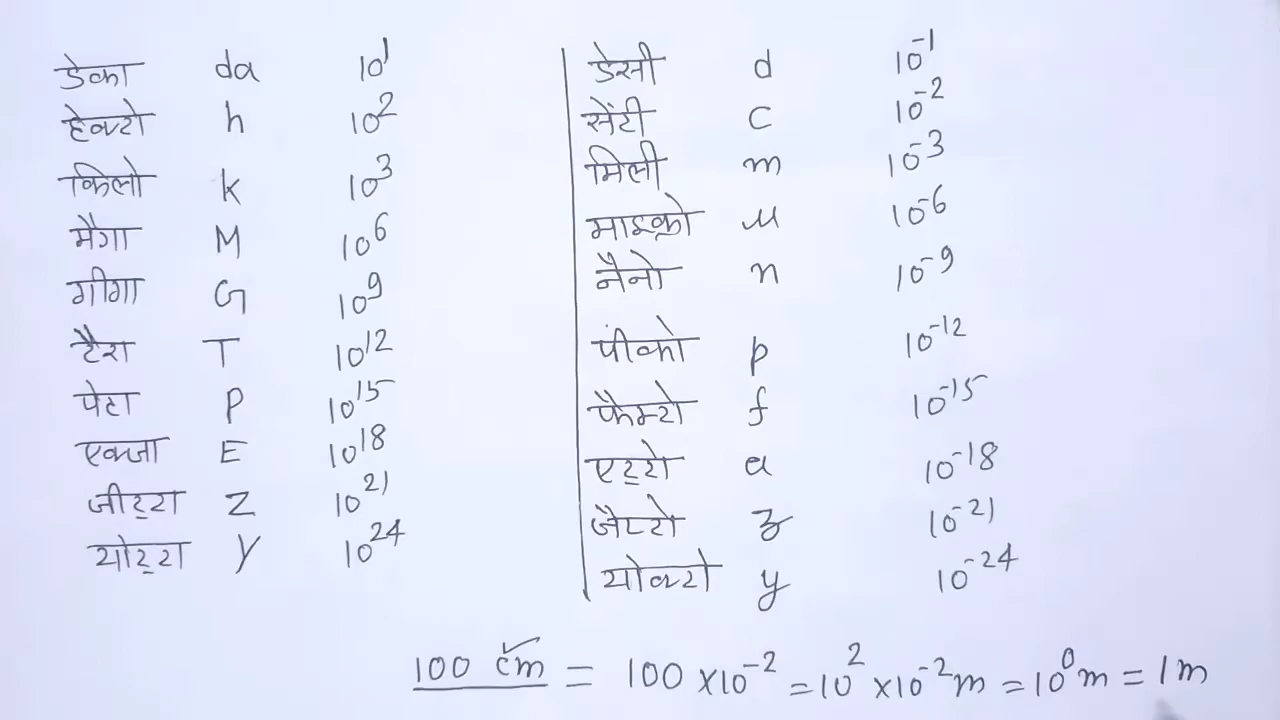 डेका da 10¹
हेक्टो h 10²
किलो k 10³
मैगा M 10⁶
गीगा G 10⁹
टैरा T 10¹²
पेटा P 10¹⁵
एक्जा E 10¹⁸
जीट्टा Z 10²¹
योट्टा Y 10²⁴
डेसी d 10⁻¹
सेंटी c 10⁻²
मिली m 10⁻³
माइक्रो μ 10⁻⁶
नैनो n 10⁻⁹
पीको p 10⁻¹²
फैम्टो f 10⁻¹⁵
एट्टो a 10⁻¹⁸
जैप्टो z 10⁻²¹
योक्टो y 10⁻²⁴
100 cm = 100 × 10⁻² = 10² × 10⁻² m = 10⁰ m = 1 m